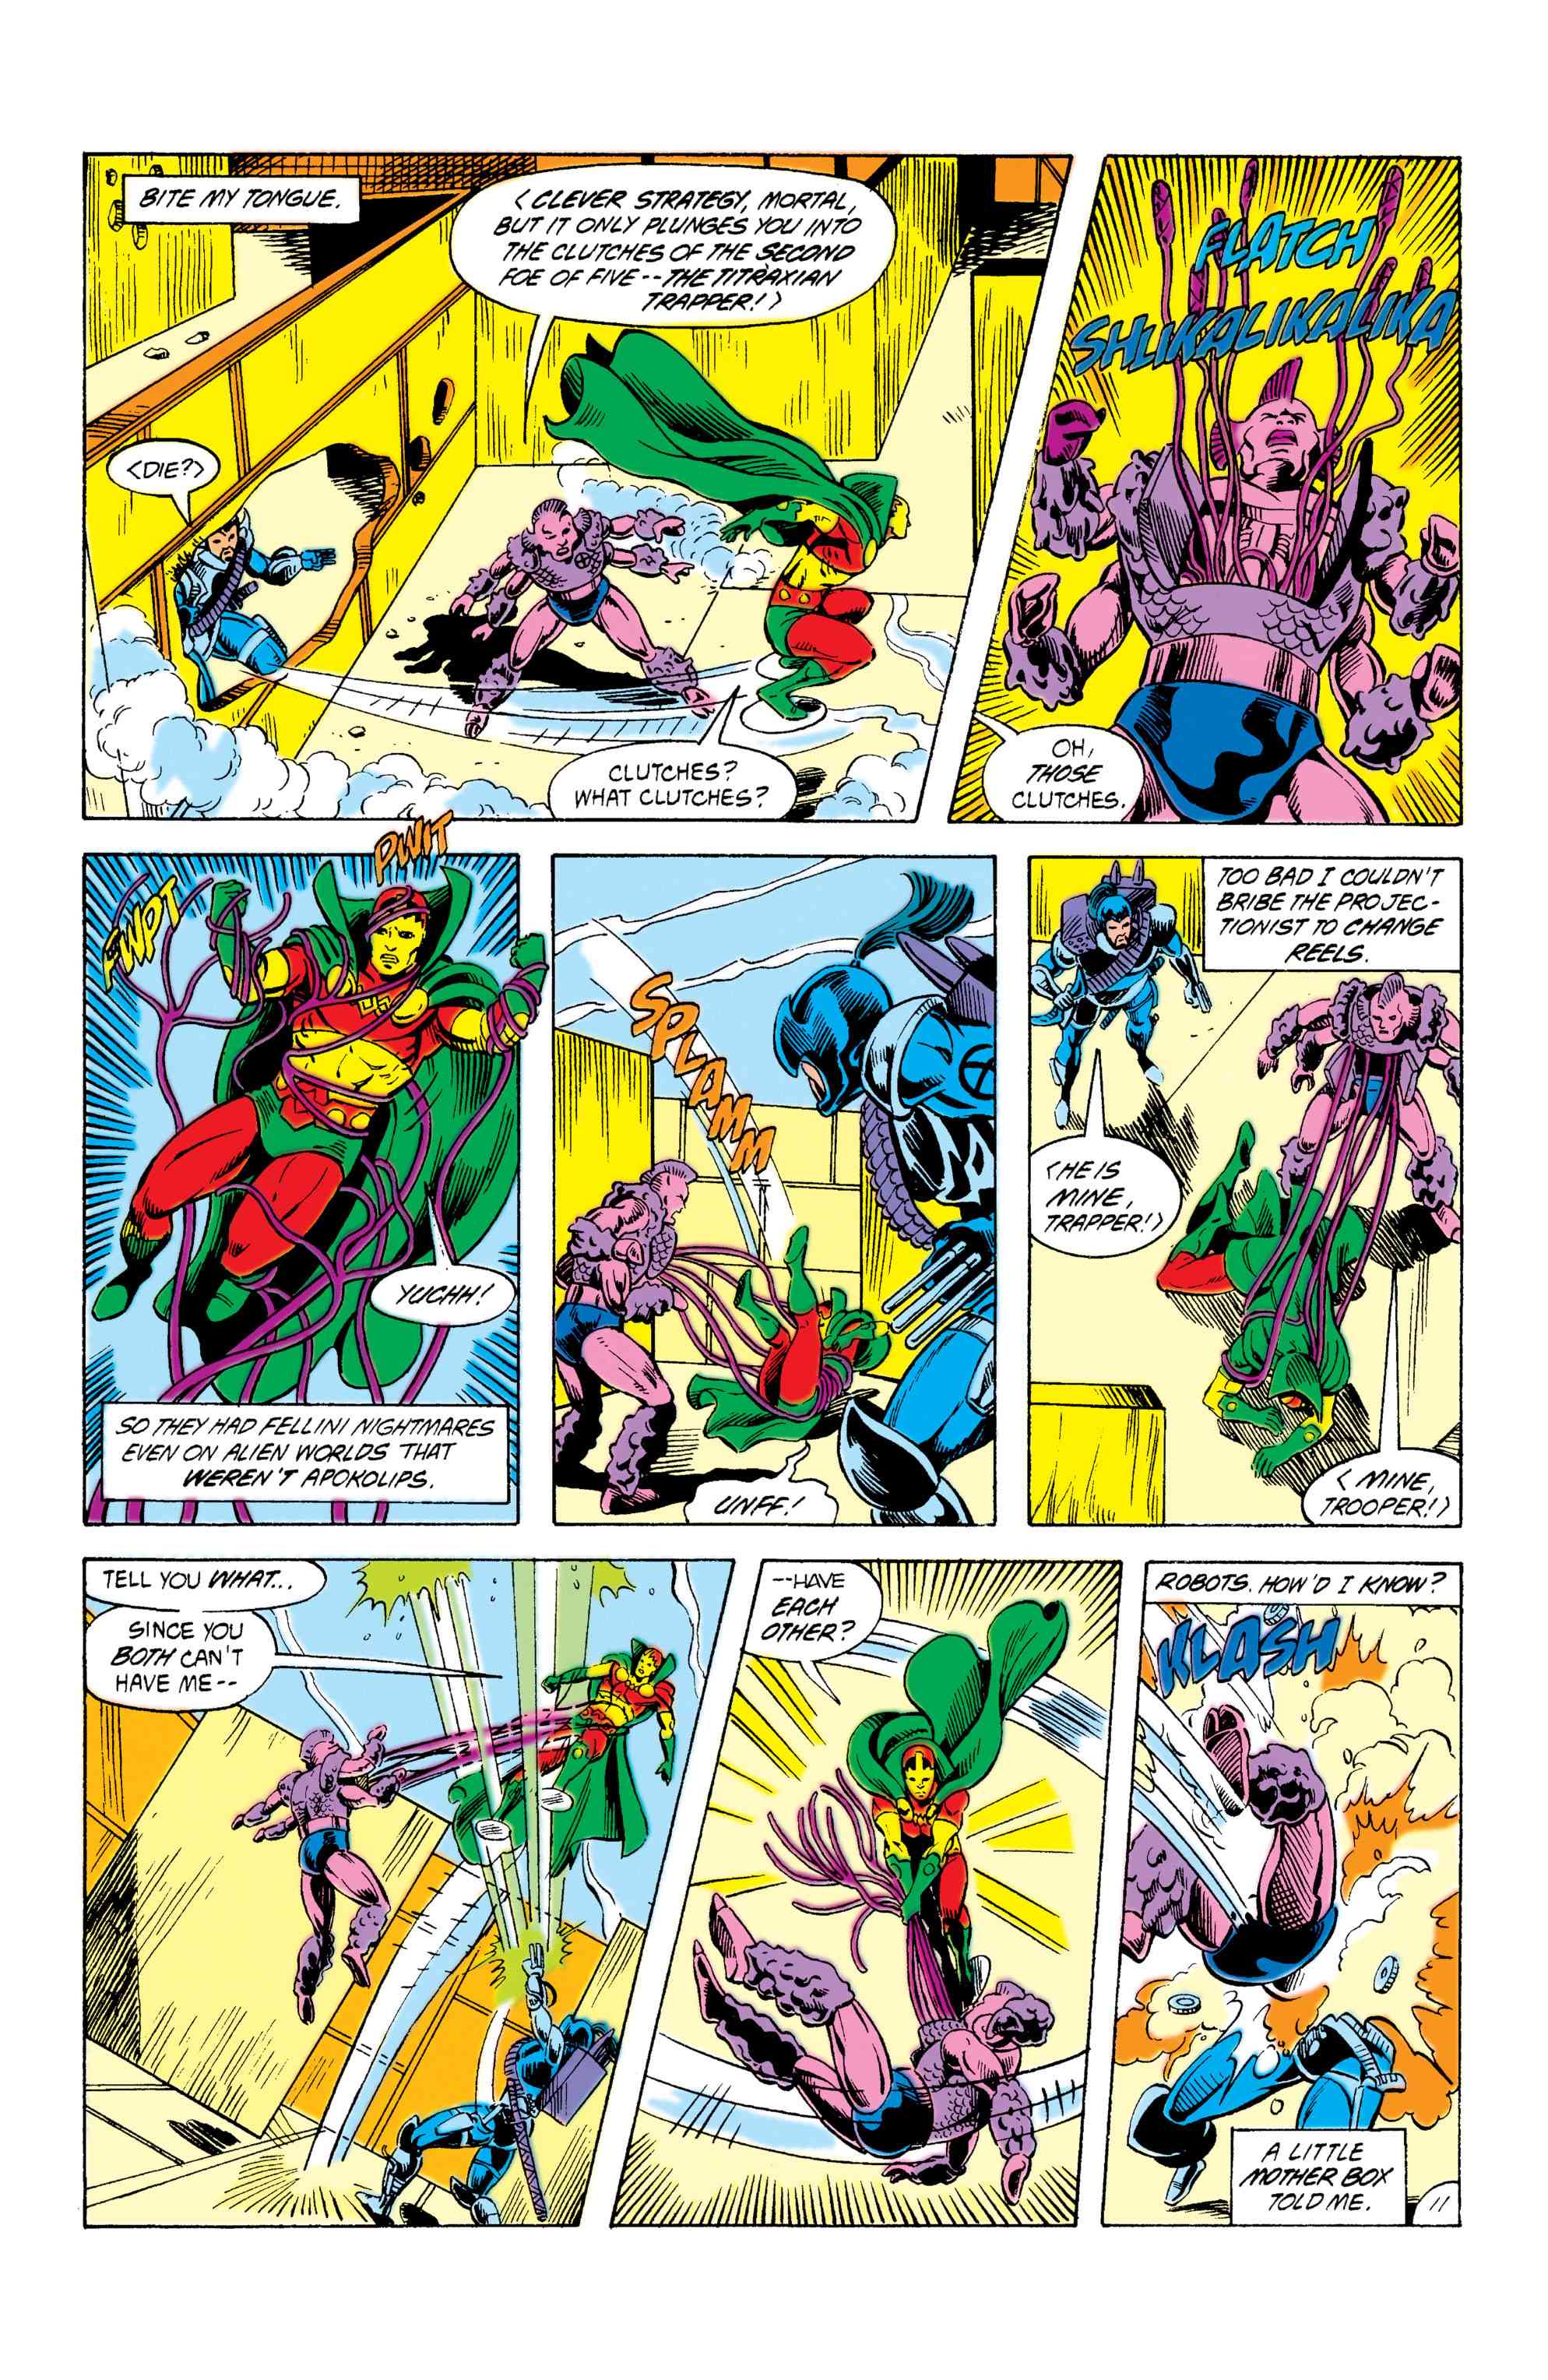 BITE MY TONGUE.
< CLEVER STRATEGY, MORTAL,
BUT IT ONLY PLUNGES YOU INTO
THE CLUTCHES OF THE SECOND
FOE OF FIVE -- THE TITRAXIAN
TRAPPER! >
<DIE?>
CLUTCHES?
WHAT CLUTCHES?
FLATCH
SHLIKALIKALIKA
OH,
THOSE
CLUTCHES.
FWPT
PWIT
YUCHH!
SO THEY HAD FELLINI NIGHTMARES
EVEN ON ALIEN WORLDS THAT
WEREN'T APOKOLIPS.
SPLAMM
UNFF!
TOO BAD I COULDN'T
BRIBE THE PROJEC-
TIONIST TO CHANGE
REELS.
<HE IS
MINE,
TRAPPER!>
< MINE,
TROOPER!>
TELL YOU WHAT...
SINCE YOU
BOTH CAN'T
HAVE ME--
--HAVE
EACH
OTHER?
ROBOTS. HOW'D I KNOW?
KLASH
A LITTLE
MOTHER BOX
TOLD ME.
11